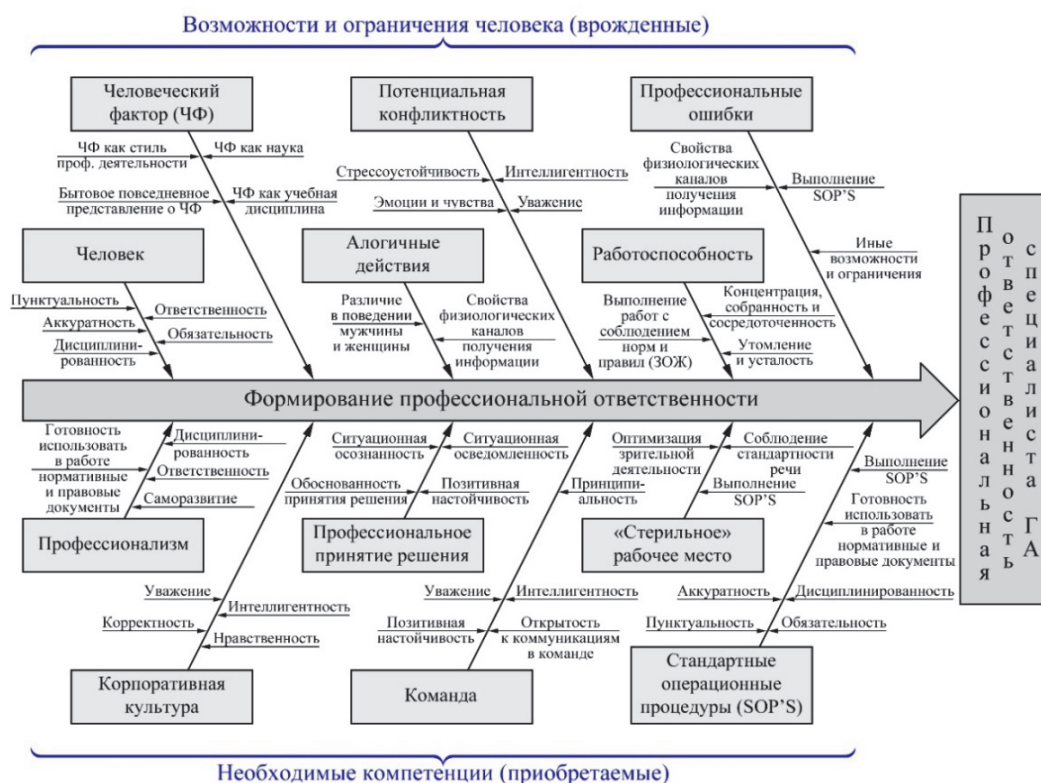 Возможности и ограничения человека (врожденные)
Человеческий
фактор (ЧФ)
Потенциальная
конфликтность
Профессиональные
ошибки
ЧФ как стиль
проф. деятельности
ЧФ как наука
Бытовое повседневное
представление о ЧФ
ЧФ как учебная
дисциплина
Стрессоустойчивость
Интеллигентность
Эмоции и чувства
Уважение
Свойства
физиологических
каналов
получения
информации
Выполнение
SOP'S
Иные
возможности
и ограничения
Человек
Алогичные
действия
Работоспособность
Пунктуальность
Ответственность
Аккуратность
Обязательность
Дисциплини-
рованность
Различие
в поведении
мужчины
и женщины
Свойства
физиологических
каналов
получения
информации
Выполнение
работ с
соблюдением
норм и
правил (ЗОЖ)
Концентрация,
собранность и
сосредоточенность
Утомление
и усталость
Формирование профессиональной ответственности
Профессиональная
ответственность
специалиста ГА
Готовность
использовать
в работе
нормативные
и правовые
документы
Дисциплини-
рованность
Ответственность
Саморазвитие
Ситуационная
осознанность
Ситуационная
осведомленность
Обоснованность
принятия решения
Позитивная
настойчивость
Принципи-
альность
Оптимизация
зрительной
деятельности
Соблюдение
стандартности
речи
Выполнение
SOP'S
Выполнение
SOP'S
Готовность
использовать
в работе
нормативные и
правовые документы
Профессионализм
Профессиональное
принятие решения
«Стерильное»
рабочее место
Уважение
Интеллигентность
Корректность
Нравственность
Уважение
Интеллигентность
Позитивная
настойчивость
Открытость
к коммуникациям
в команде
Аккуратность
Дисциплинированность
Пунктуальность
Обязательность
Корпоративная
культура
Команда
Стандартные
операционные
процедуры (SOP'S)
Необходимые компетенции (приобретаемые)